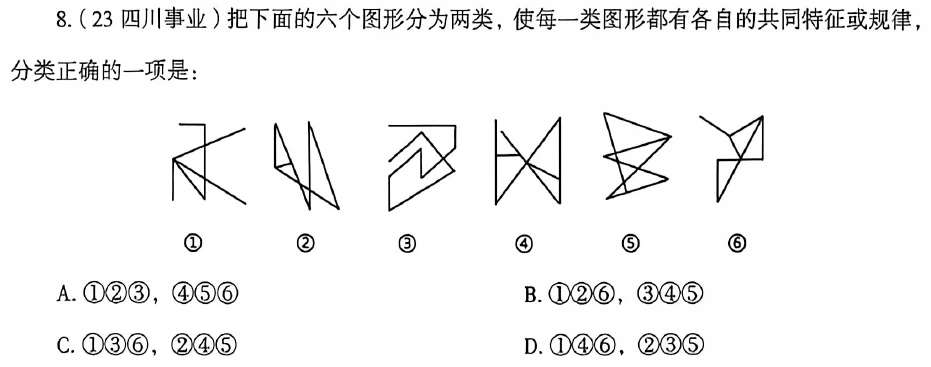 8.（23 四川事业）把下面的六个图形分为两类，使每一类图形都有各自的共同特征或规律，
分类正确的一项是：
① ② ③ ④ ⑤ ⑥
A. ①②③，④⑤⑥ B. ①②⑥，③④⑤
C. ①③⑥，②④⑤ D. ①④⑥，②③⑤